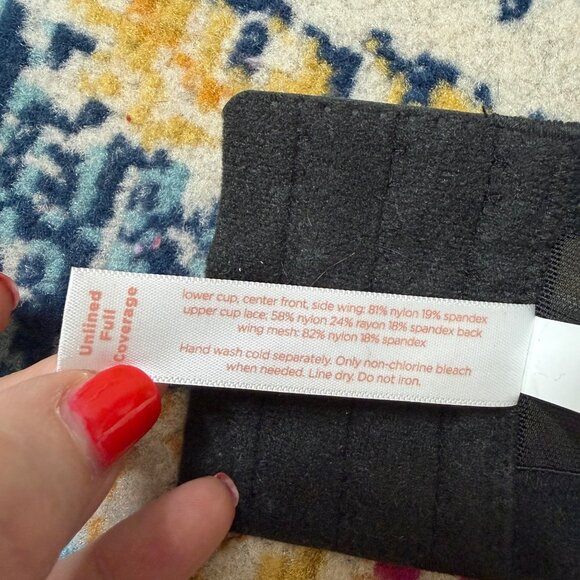 Unlined
Full
Coverage
lower cup, center front, side wing: 81% nylon 19% spandex
upper cup lace; 58% nylon 24% rayon 18% spandex back
wing mesh: 82% nylon 18% spandex
Hand wash cold separately. Only non-chlorine bleach
when needed. Line dry. Do not iron.